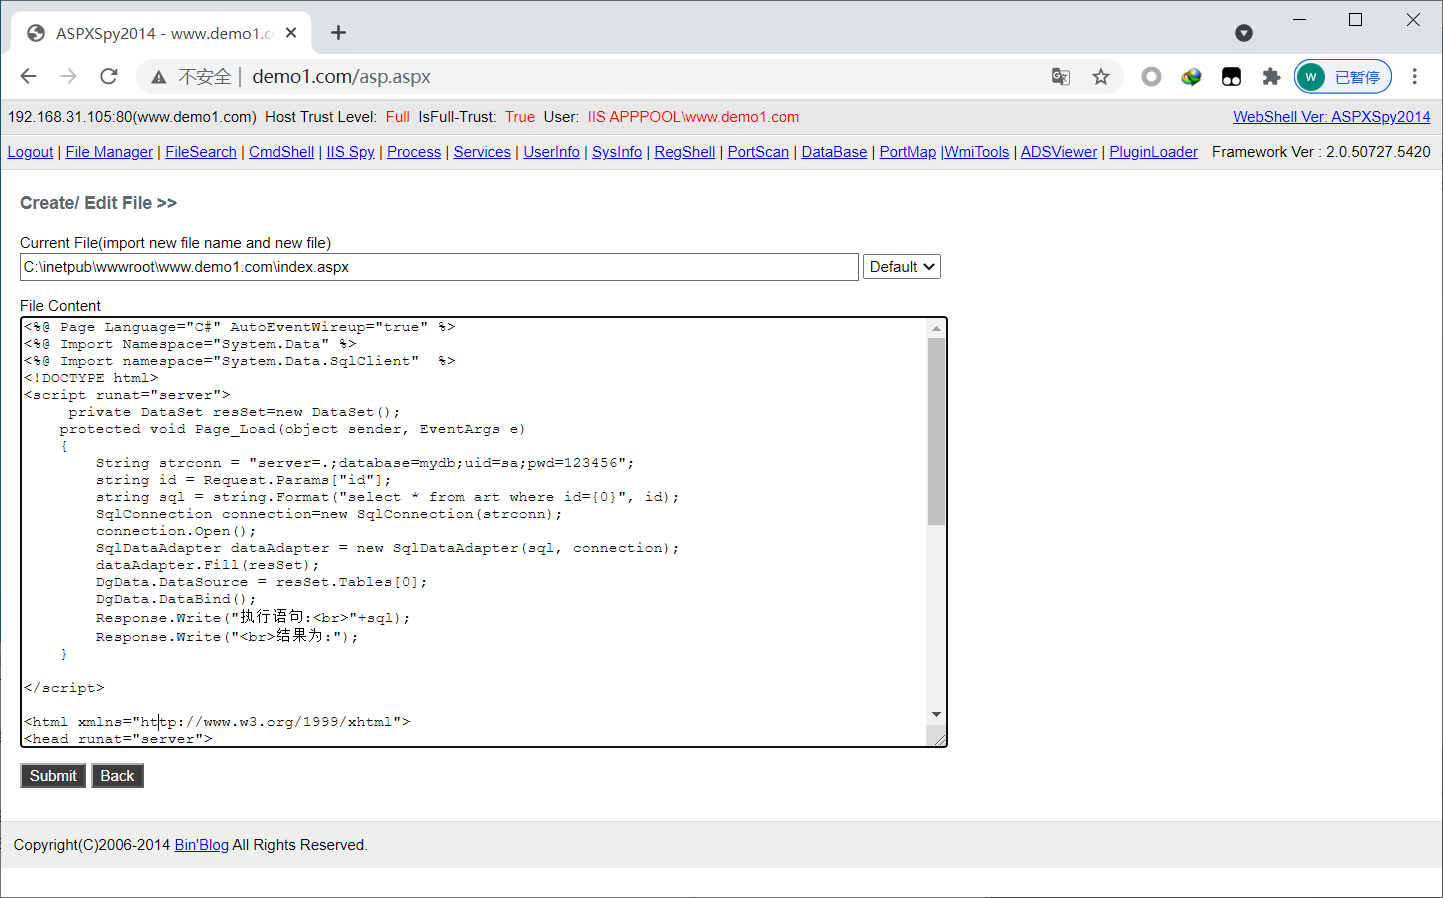 ASPXSpy2014 - www.demo1.c
不安全 | demo1.com/asp.aspx
W 已暂停
192.168.31.105:80(www.demo1.com) Host Trust Level: Full IsFull-Trust: True User: IIS APPPOOL\www.demo1.com WebShell Ver: ASPXSpy2014
Logout | File Manager | FileSearch | CmdShell | IIS Spy | Process | Services | UserInfo | SysInfo | RegShell | PortScan | DataBase | PortMap |WmiTools | ADSViewer | PluginLoader Framework Ver : 2.0.50727.5420
Create/ Edit File >>
Current File(import new file name and new file)
C:\inetpub\wwwroot\www.demo1.com\index.aspx Default
File Content
<%@ Page Language="C#" AutoEventWireup="true" %>
<%@ Import Namespace="System.Data" %>
<%@ Import namespace="System.Data.SqlClient"  %>
<!DOCTYPE html>
<script runat="server">
     private DataSet resSet=new DataSet();
    protected void Page_Load(object sender, EventArgs e)
    {
        String strconn = "server=.;database=mydb;uid=sa;pwd=123456";
        string id = Request.Params["id"];
        string sql = string.Format("select * from art where id={0}", id);
        SqlConnection connection=new SqlConnection(strconn);
        connection.Open();
        SqlDataAdapter dataAdapter = new SqlDataAdapter(sql, connection);
        dataAdapter.Fill(resSet);
        DgData.DataSource = resSet.Tables[0];
        DgData.DataBind();
        Response.Write("执行语句:<br>"+sql);
        Response.Write("<br>结果为:");
    }
</script>
<html xmlns="http://www.w3.org/1999/xhtml">
<head runat="server">
Submit Back
Copyright(C)2006-2014 Bin'Blog All Rights Reserved.